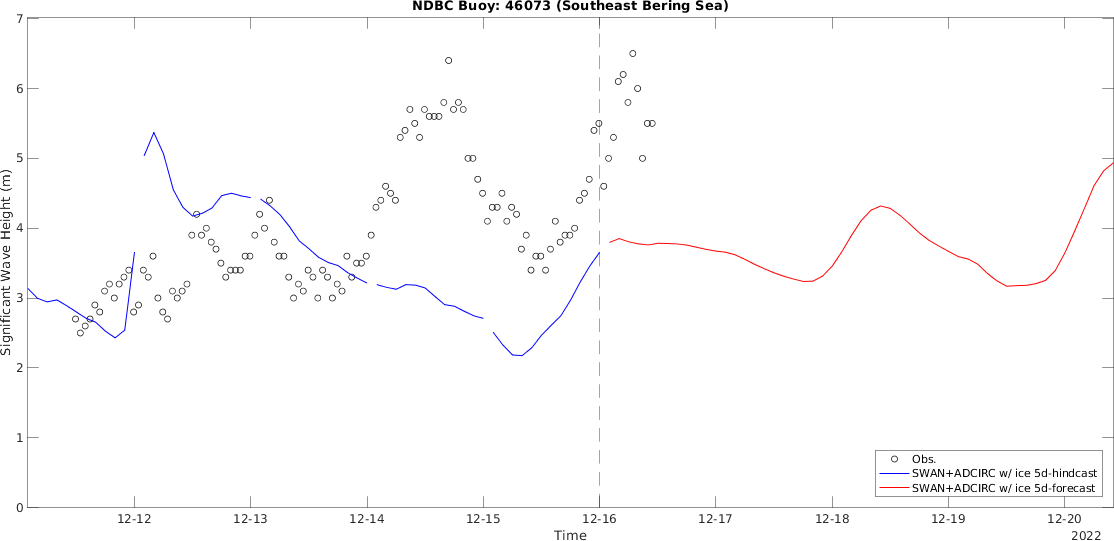 NDBC Buoy: 46073 (Southeast Bering Sea)
7
6
5
4
3
2
1
0
Significant Wave Height (m)
Obs.
SWAN+ADCIRC w/ ice 5d-hindcast
SWAN+ADCIRC w/ ice 5d-forecast
12-12 12-13 12-14 12-15 12-16 12-17 12-18 12-19 12-20
Time
2022